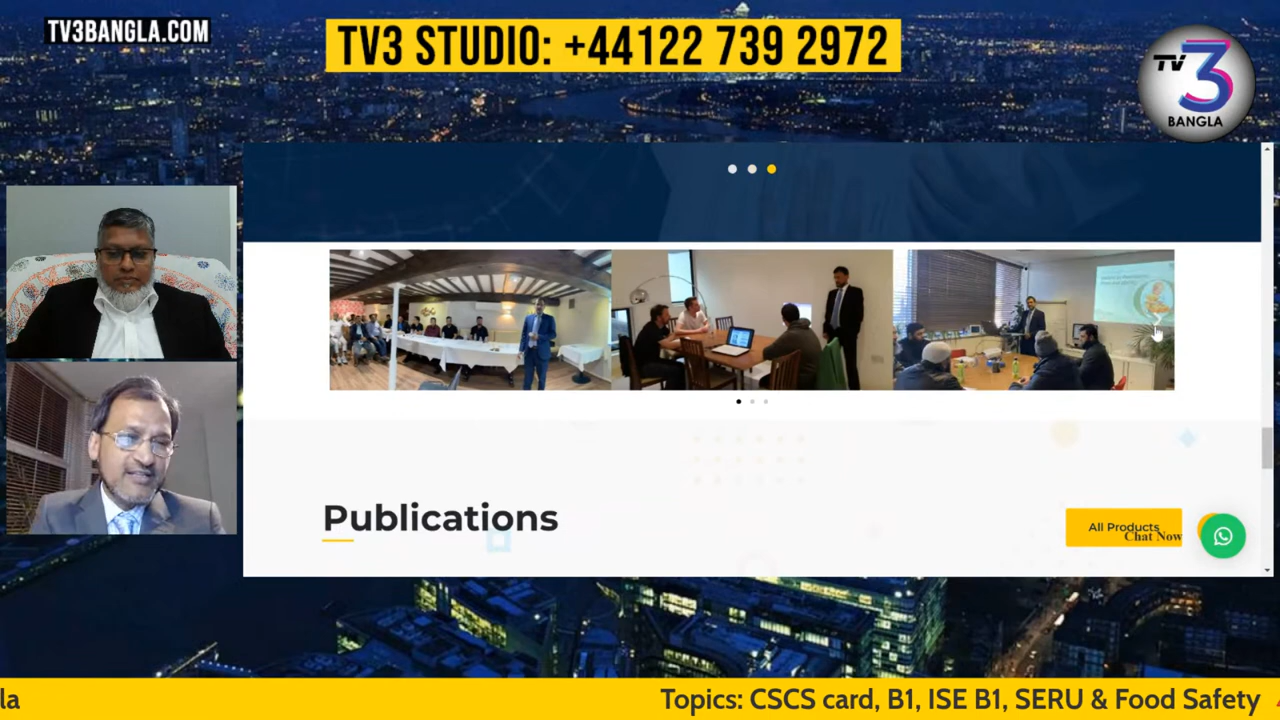 TV3BANGLA.COM
TV3 STUDIO: +44122 739 2972
TV3
BANGLA
Publications
All Products
Chat Now
la
Topics: CSCS card, B1, ISE B1, SERU & Food Safety